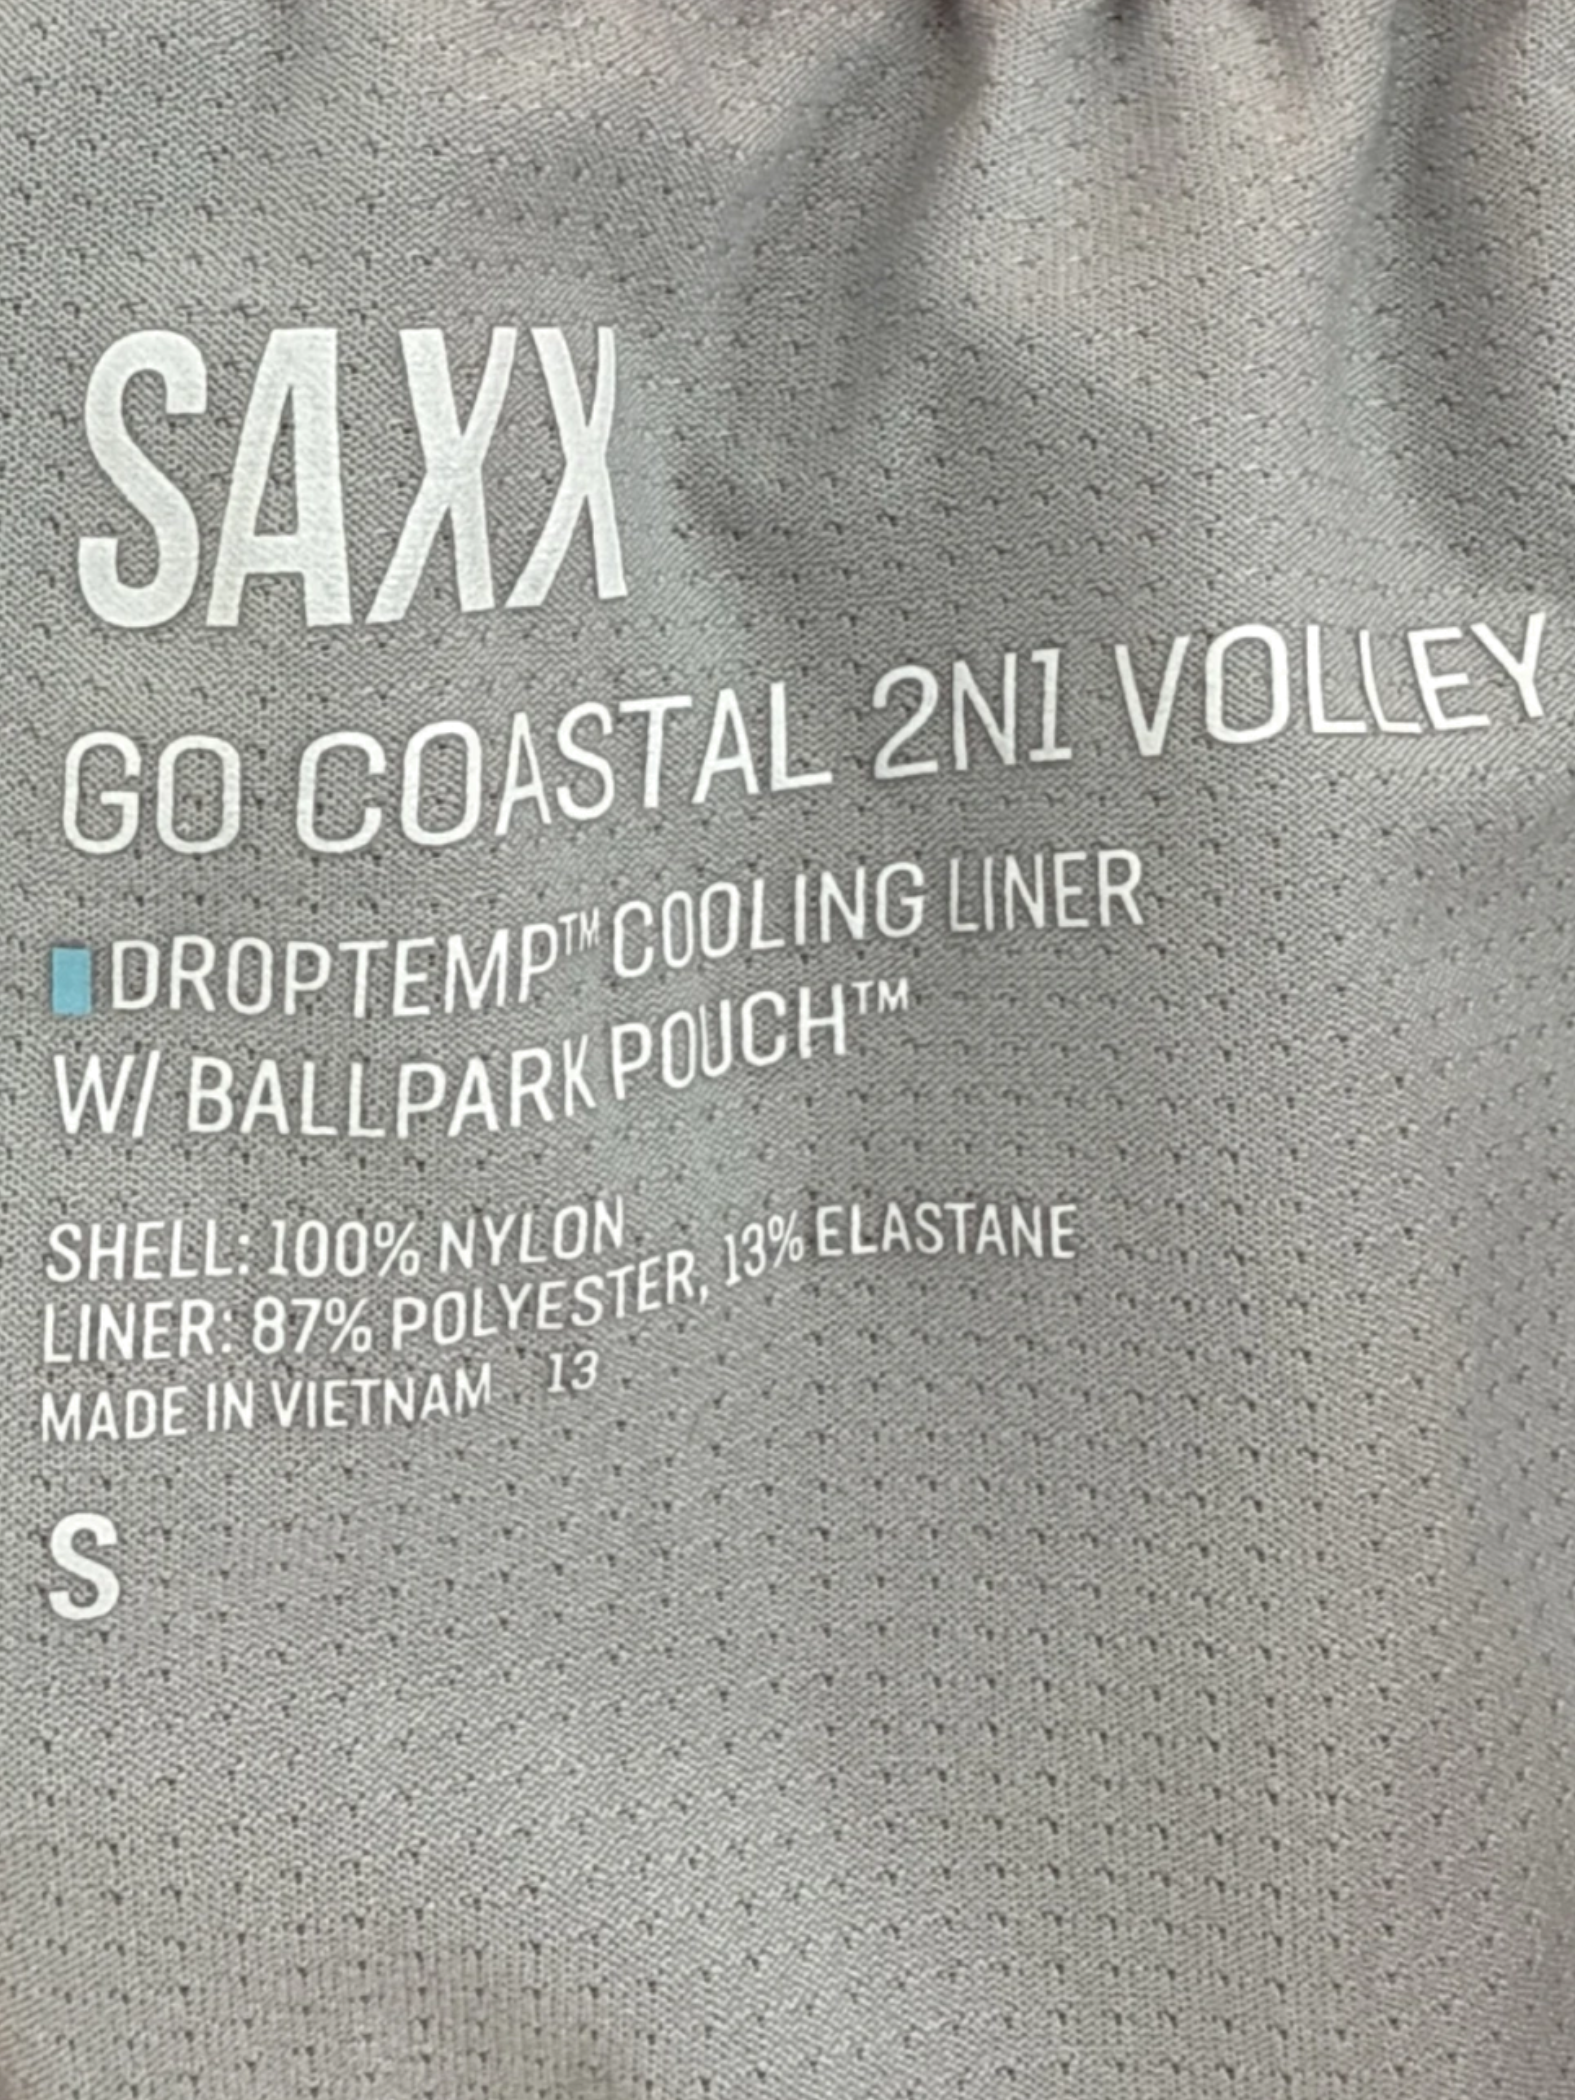 SAXX
GO COASTAL 2N1 VOLLEY
DROPTEMP™ COOLING LINER
W/ BALLPARK POUCH™
SHELL: 100% NYLON
LINER: 87% POLYESTER, 13% ELASTANE
MADE IN VIETNAM 13
S